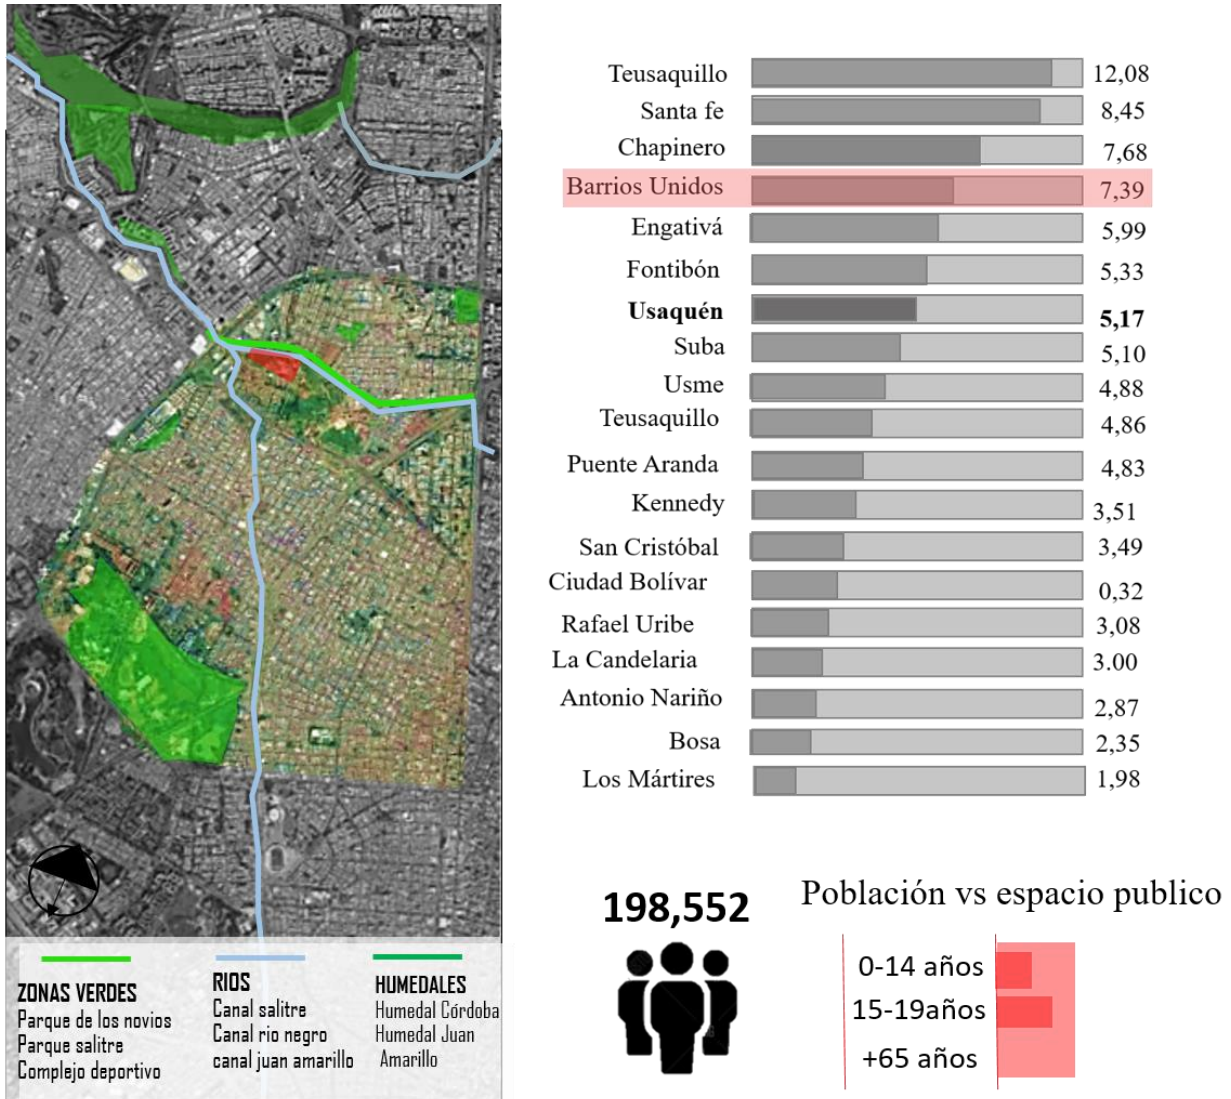 Teusaquillo 12,08
Santa fe 8,45
Chapinero 7,68
Barrios Unidos 7,39
Engativá 5,99
Fontibón 5,33
Usaquén 5,17
Suba 5,10
Usme 4,88
Teusaquillo 4,86
Puente Aranda 4,83
Kennedy 3,51
San Cristóbal 3,49
Ciudad Bolívar 0,32
Rafael Uribe 3,08
La Candelaria 3.00
Antonio Nariño 2,87
Bosa 2,35
Los Mártires 1,98
ZONAS VERDES
Parque de los novios
Parque salitre
Complejo deportivo
RIOS
Canal salitre
Canal rio negro
canal juan amarillo
HUMEDALES
Humedal Córdoba
Humedal Juan
Amarillo
198,552
Población vs espacio publico
0-14 años
15-19años
+65 años